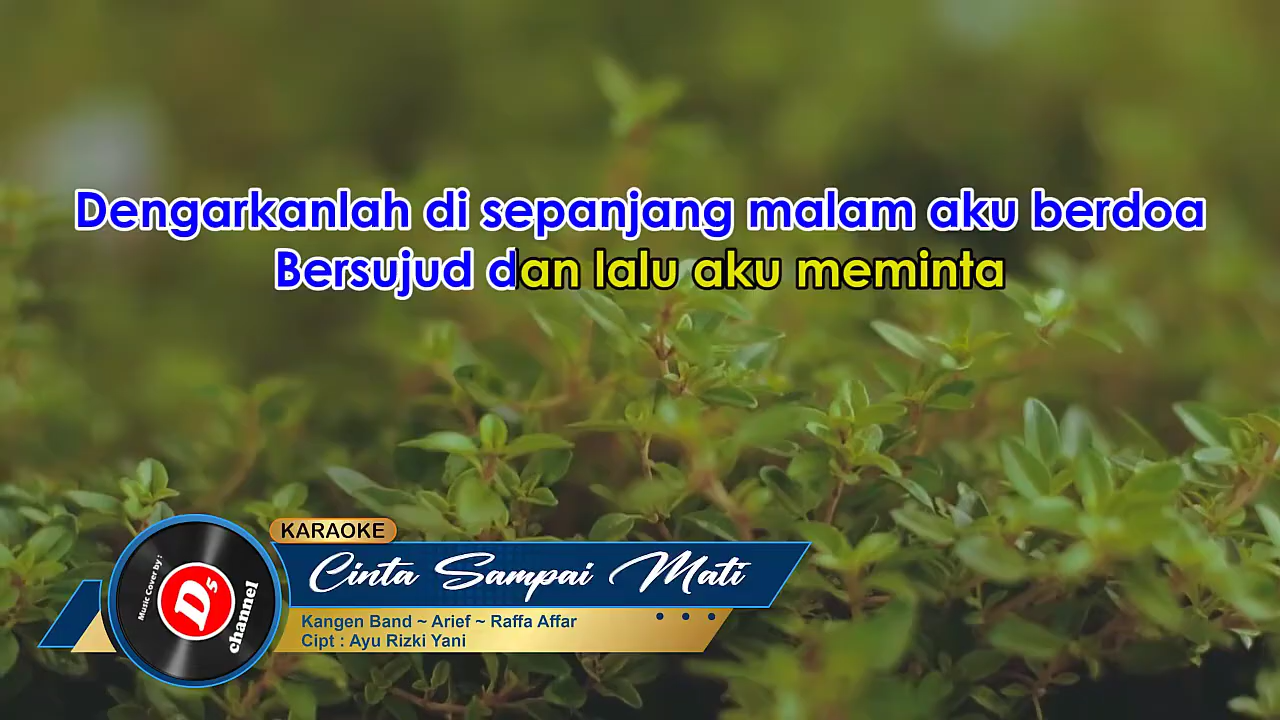 Dengarkanlah di sepanjang malam aku berdoa
Bersujud dan lalu aku meminta
KARAOKE
Cinta Sampai Mati
Kangen Band ~ Arief ~ Raffa Affar
Cipt : Ayu Rizki Yani
Music Cover by :
Ds
channel